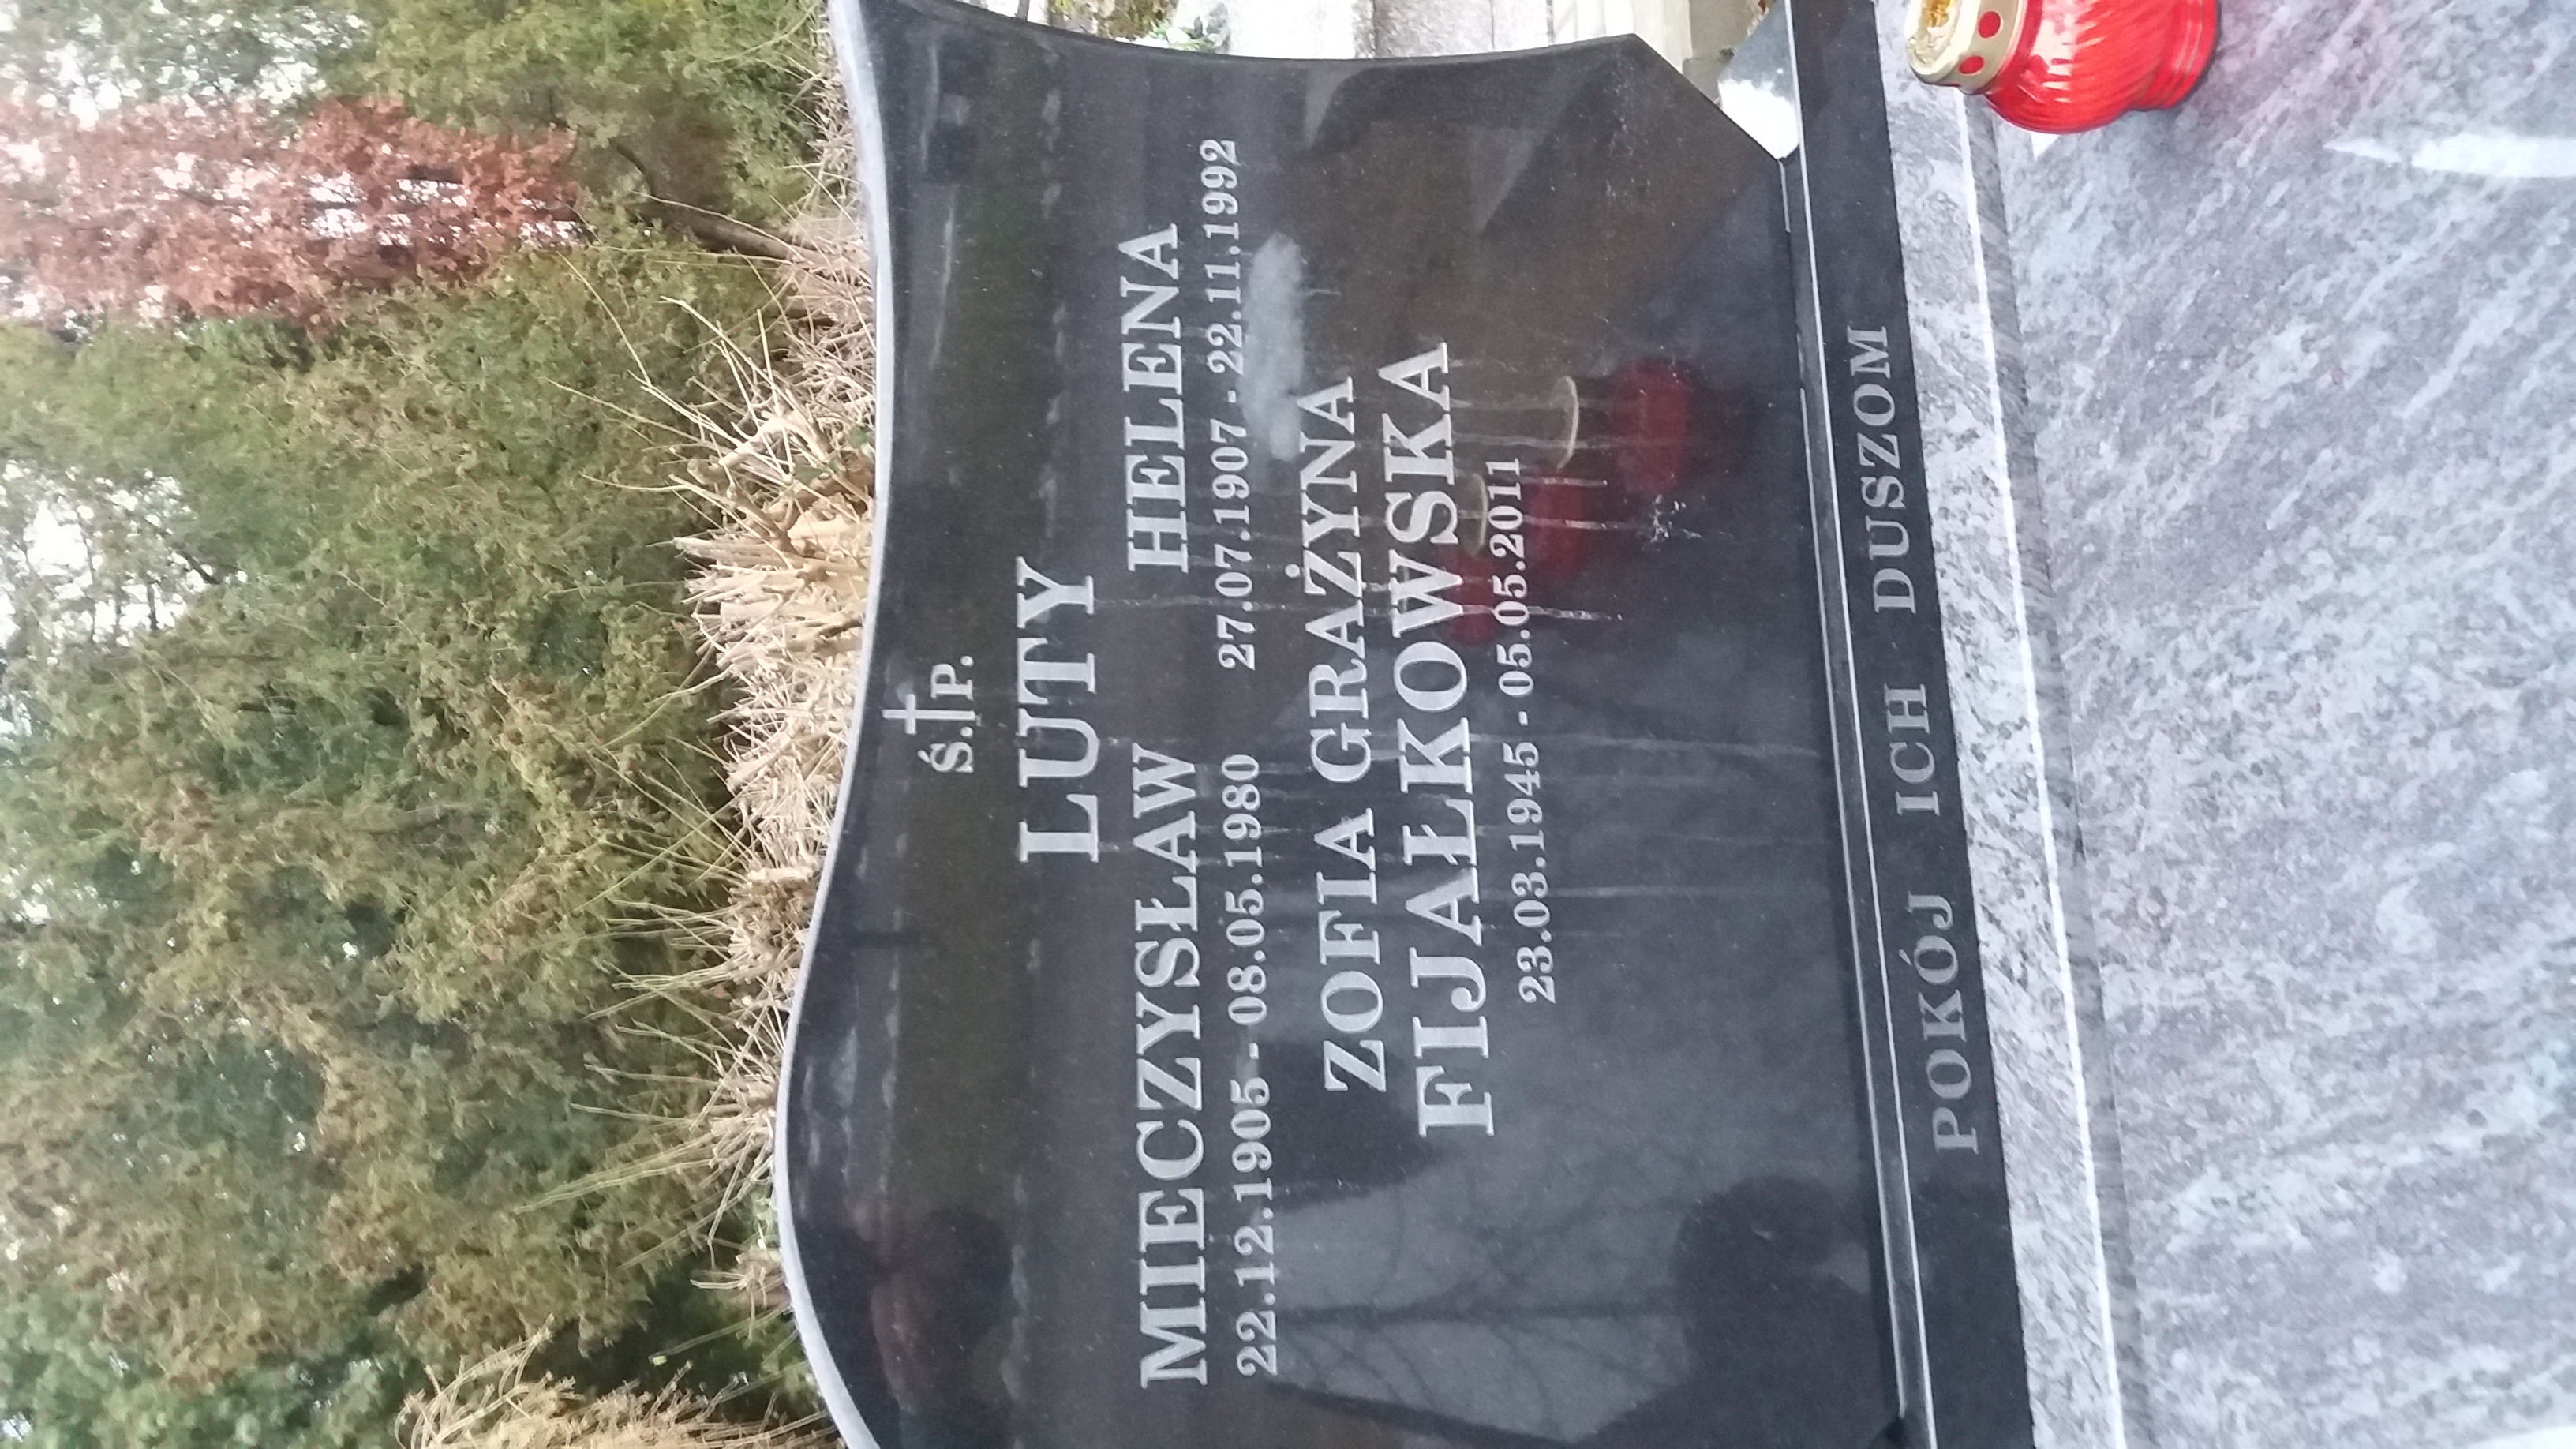 Ś. P.
LUTY
MIECZYSŁAW HELENA
22.12.1905 - 08.05.1980 27.07.1907 - 22.11.1992
ZOFIA GRAŻYNA
FIJAŁKOWSKA
23.03.1945 - 05.05.2011
POKÓJ ICH DUSZOM